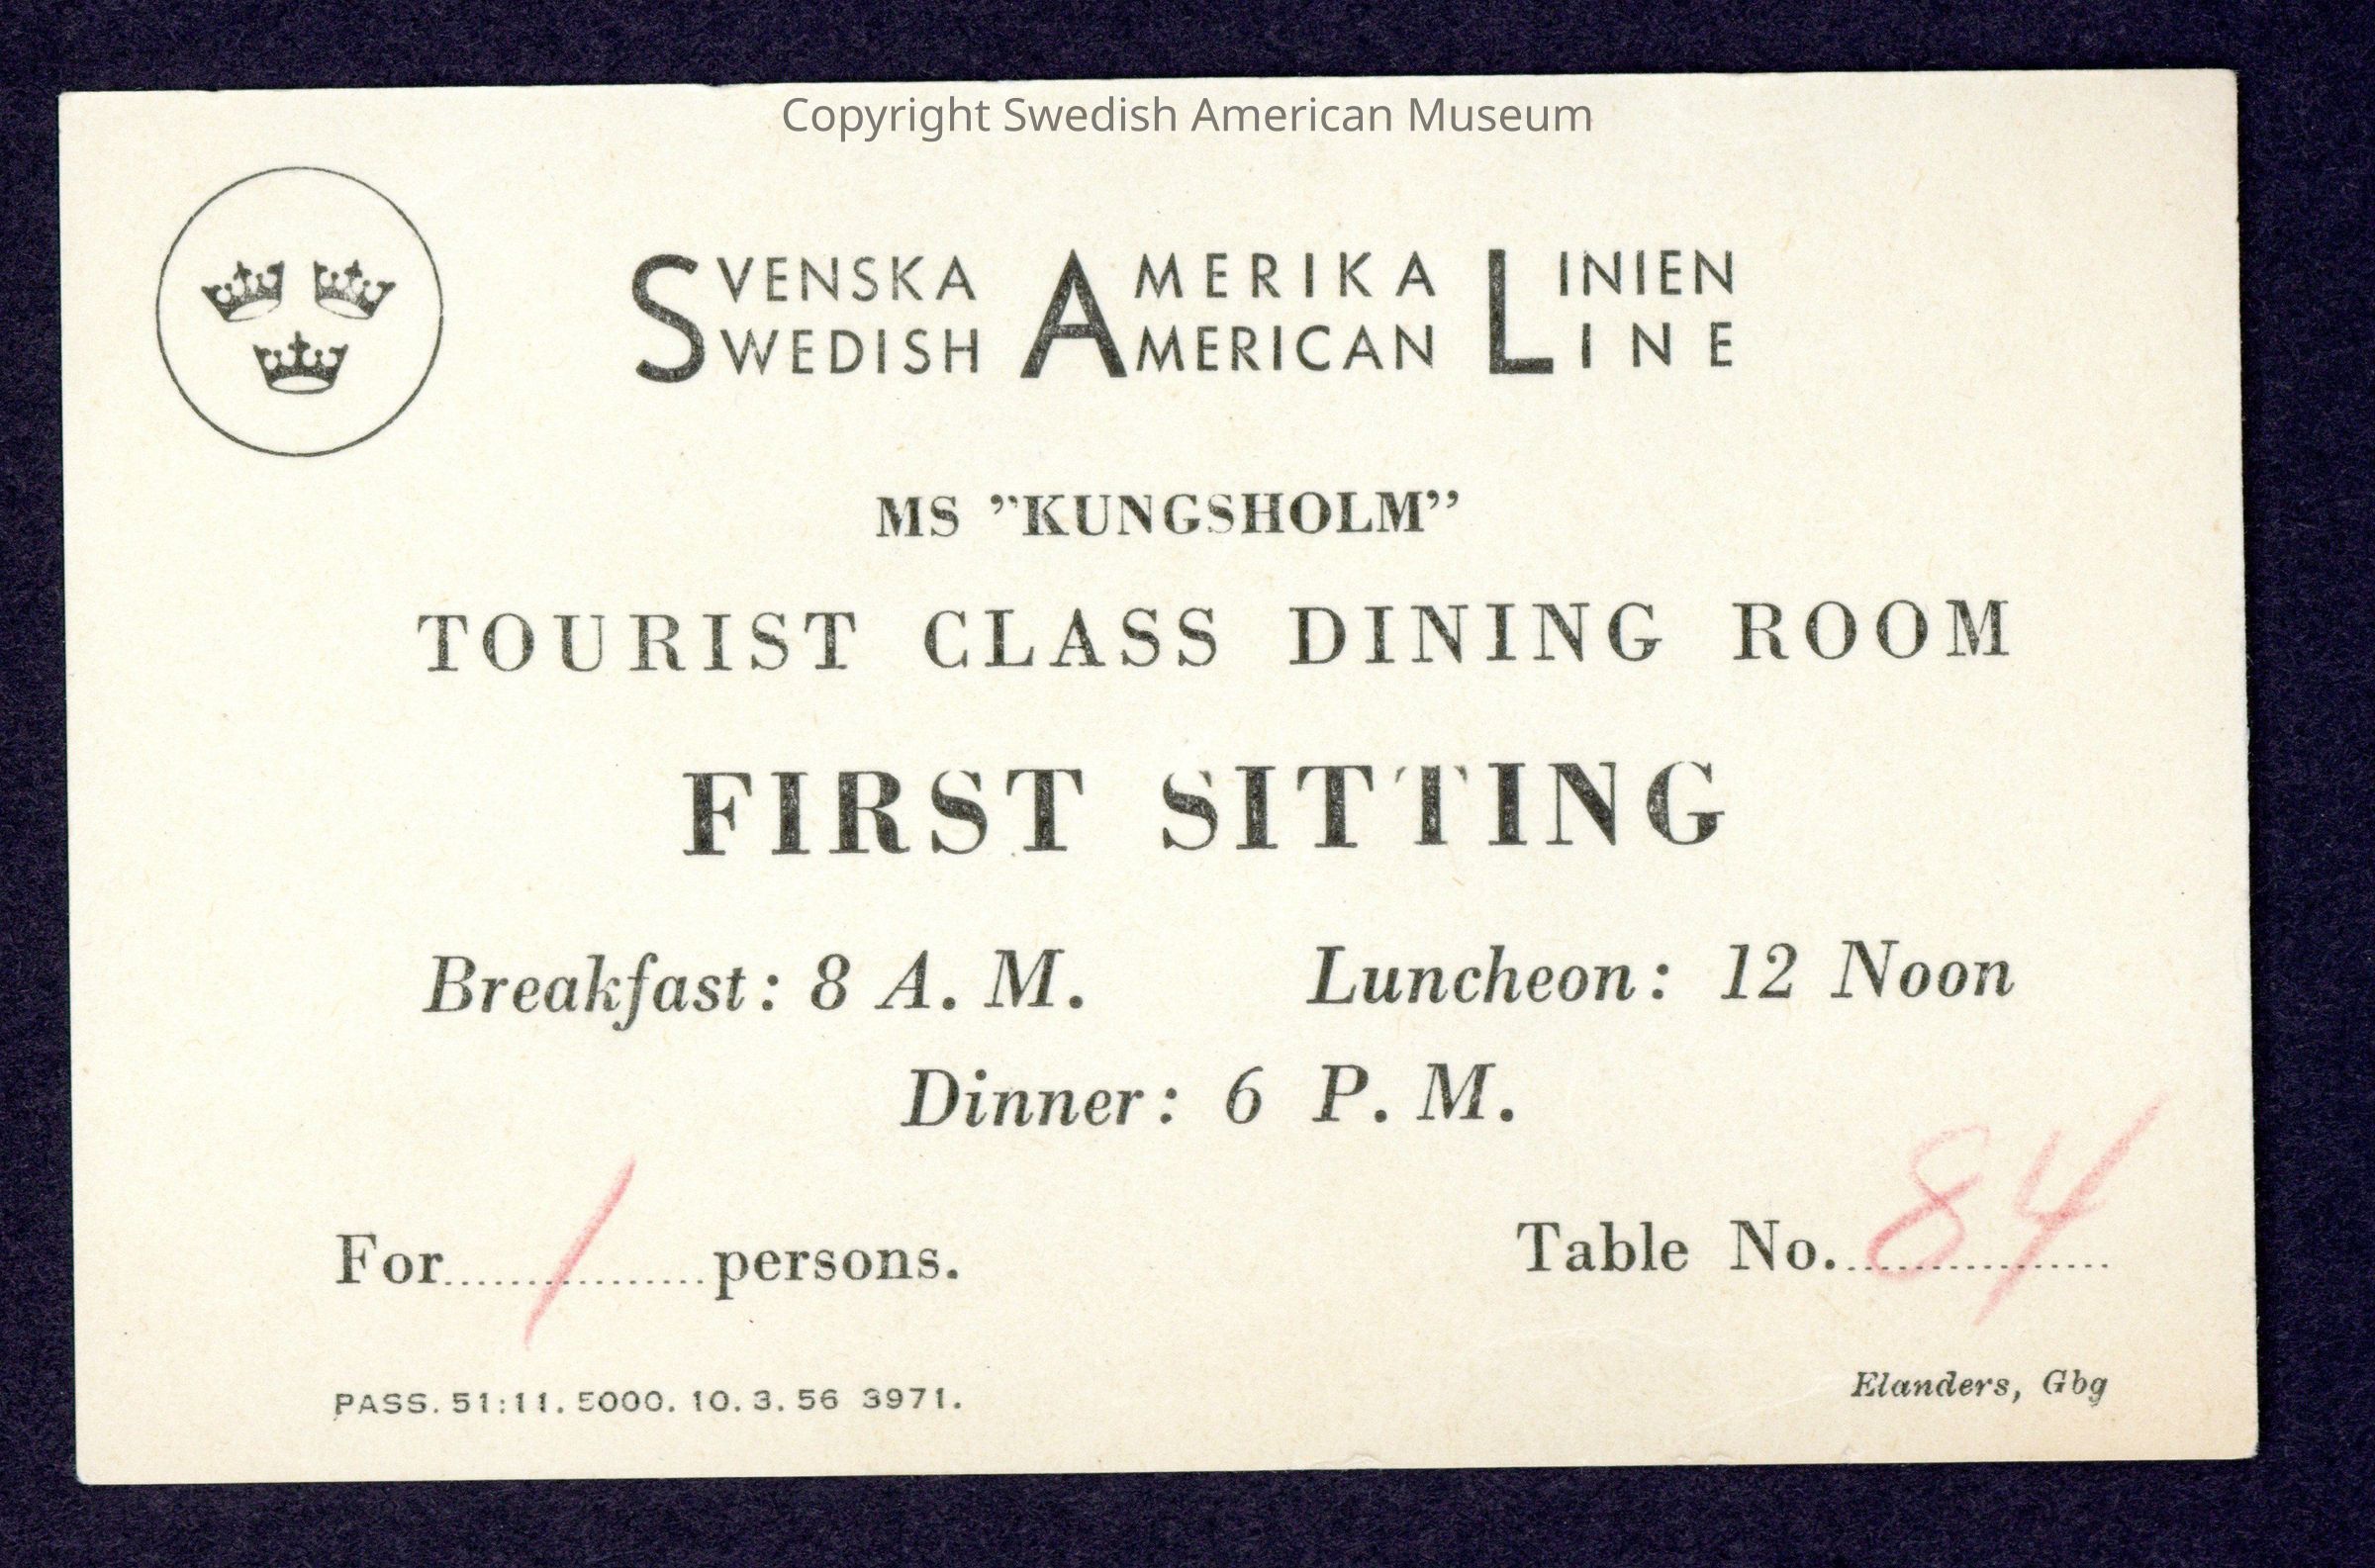 Copyright Swedish American Museum
SVENSKA AMERIKA LINIEN
SWEDISH AMERICAN LINE
MS "KUNGSHOLM"
TOURIST CLASS DINING ROOM
FIRST SITTING
Breakfast: 8 A. M. Luncheon: 12 Noon
Dinner: 6 P. M.
For 1 persons. Table No. 84
PASS. 51:11. 5000. 10. 3. 56 3971. Elanders, Gbg